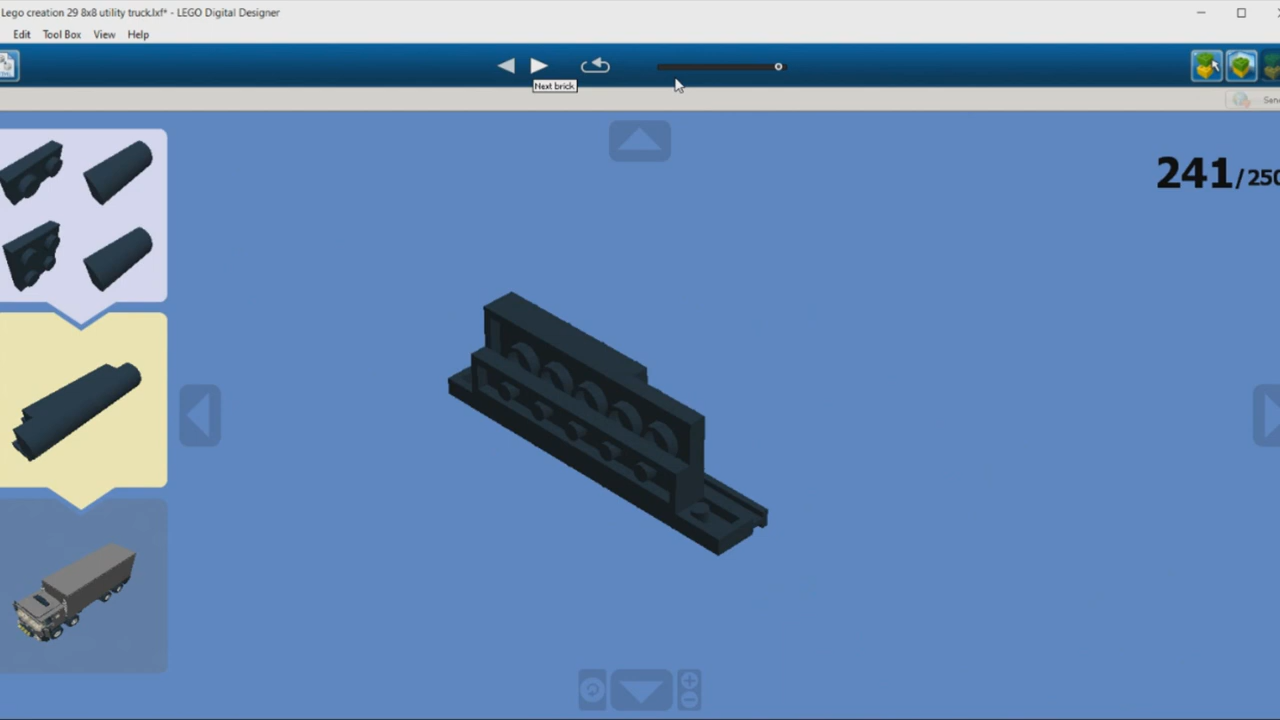 Lego creation 29 8x8 utility truck.lxf* - LEGO Digital Designer
Edit Tool Box View Help
Next brick
241/250